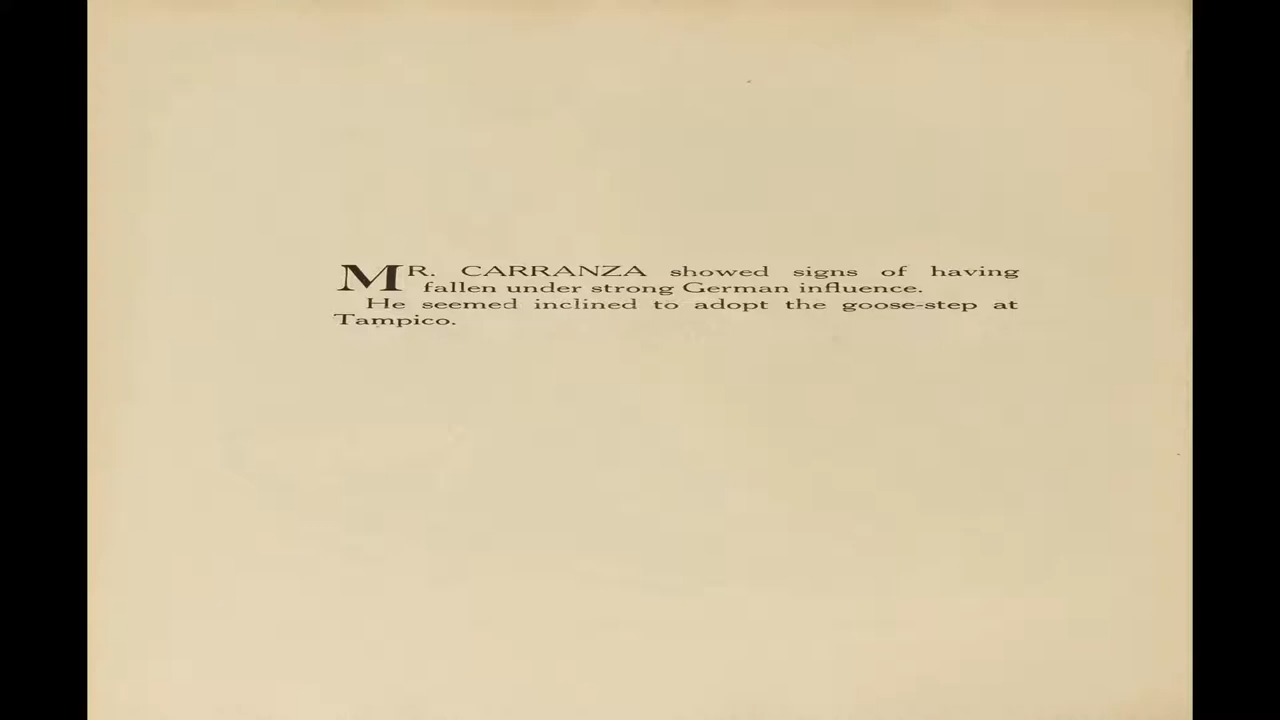 MR. CARRANZA showed signs of having
fallen under strong German influence.
He seemed inclined to adopt the goose-step at
Tampico.